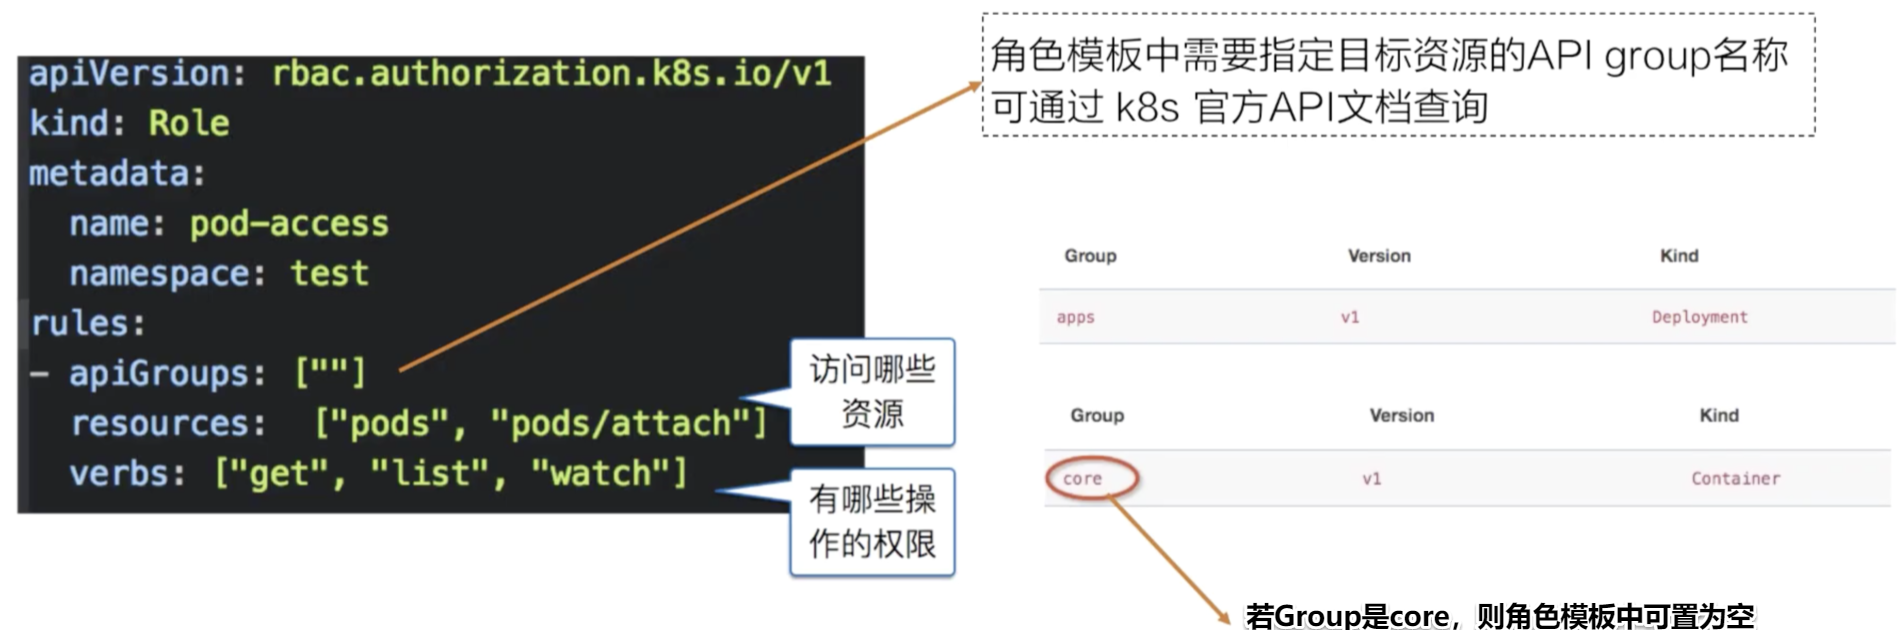 apiVersion: rbac.authorization.k8s.io/v1
kind: Role
metadata:
  name: pod-access
  namespace: test
rules:
- apiGroups: [""]
  resources:  ["pods", "pods/attach"]
  verbs: ["get", "list", "watch"]
访问哪些
资源
有哪些操
作的权限
角色模板中需要指定目标资源的API group名称
可通过 k8s 官方API文档查询
Group Version Kind
apps v1 Deployment
Group Version Kind
core v1 Container
若Group是core，则角色模板中可置为空